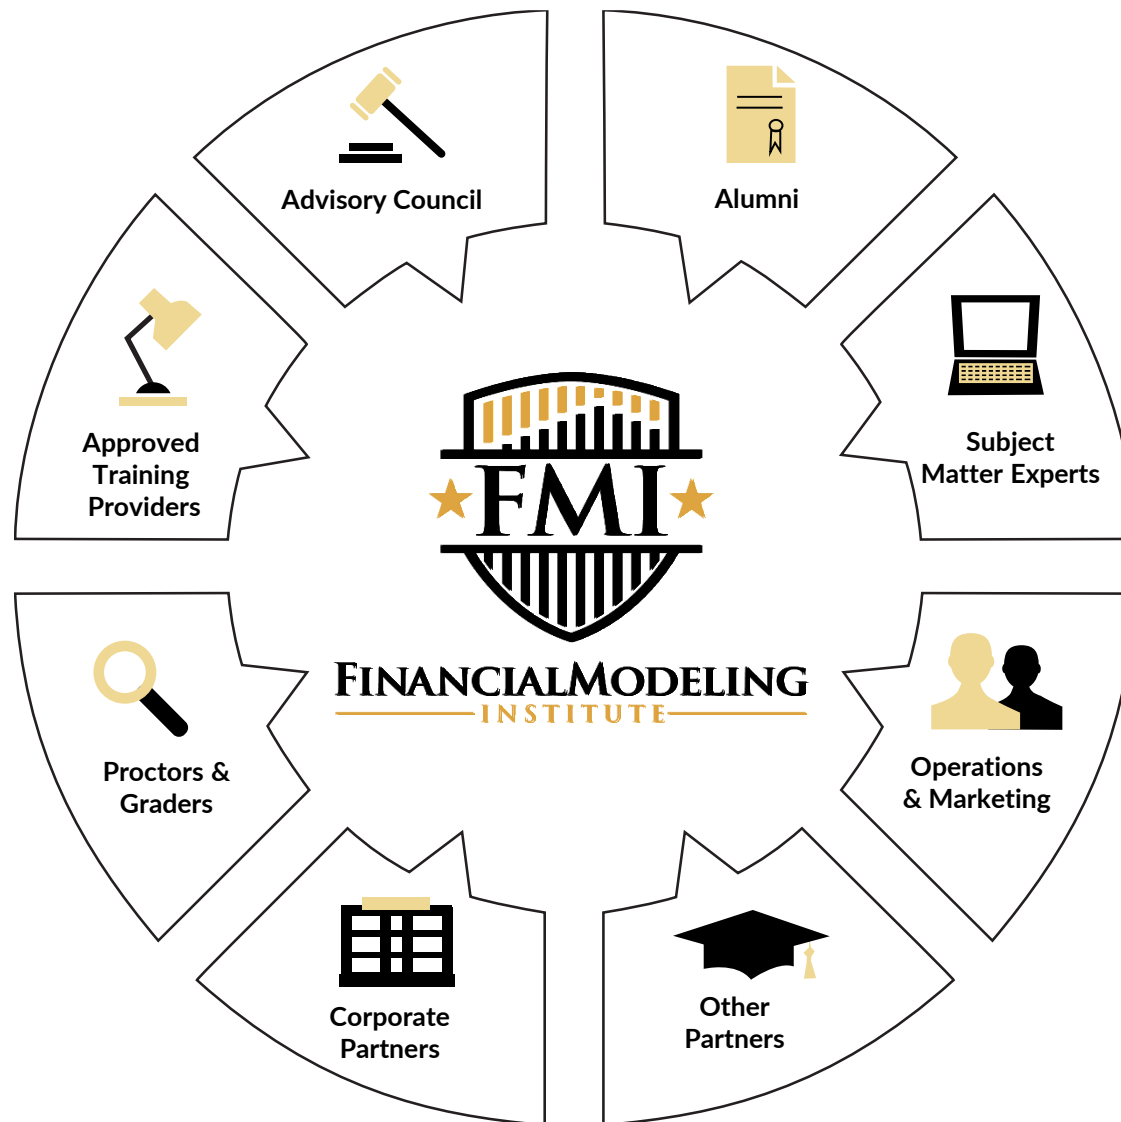 Advisory Council
Alumni
Approved
Training
Providers
Subject
Matter Experts
FMI
FINANCIALMODELING
INSTITUTE
Proctors &
Graders
Operations
& Marketing
Corporate
Partners
Other
Partners